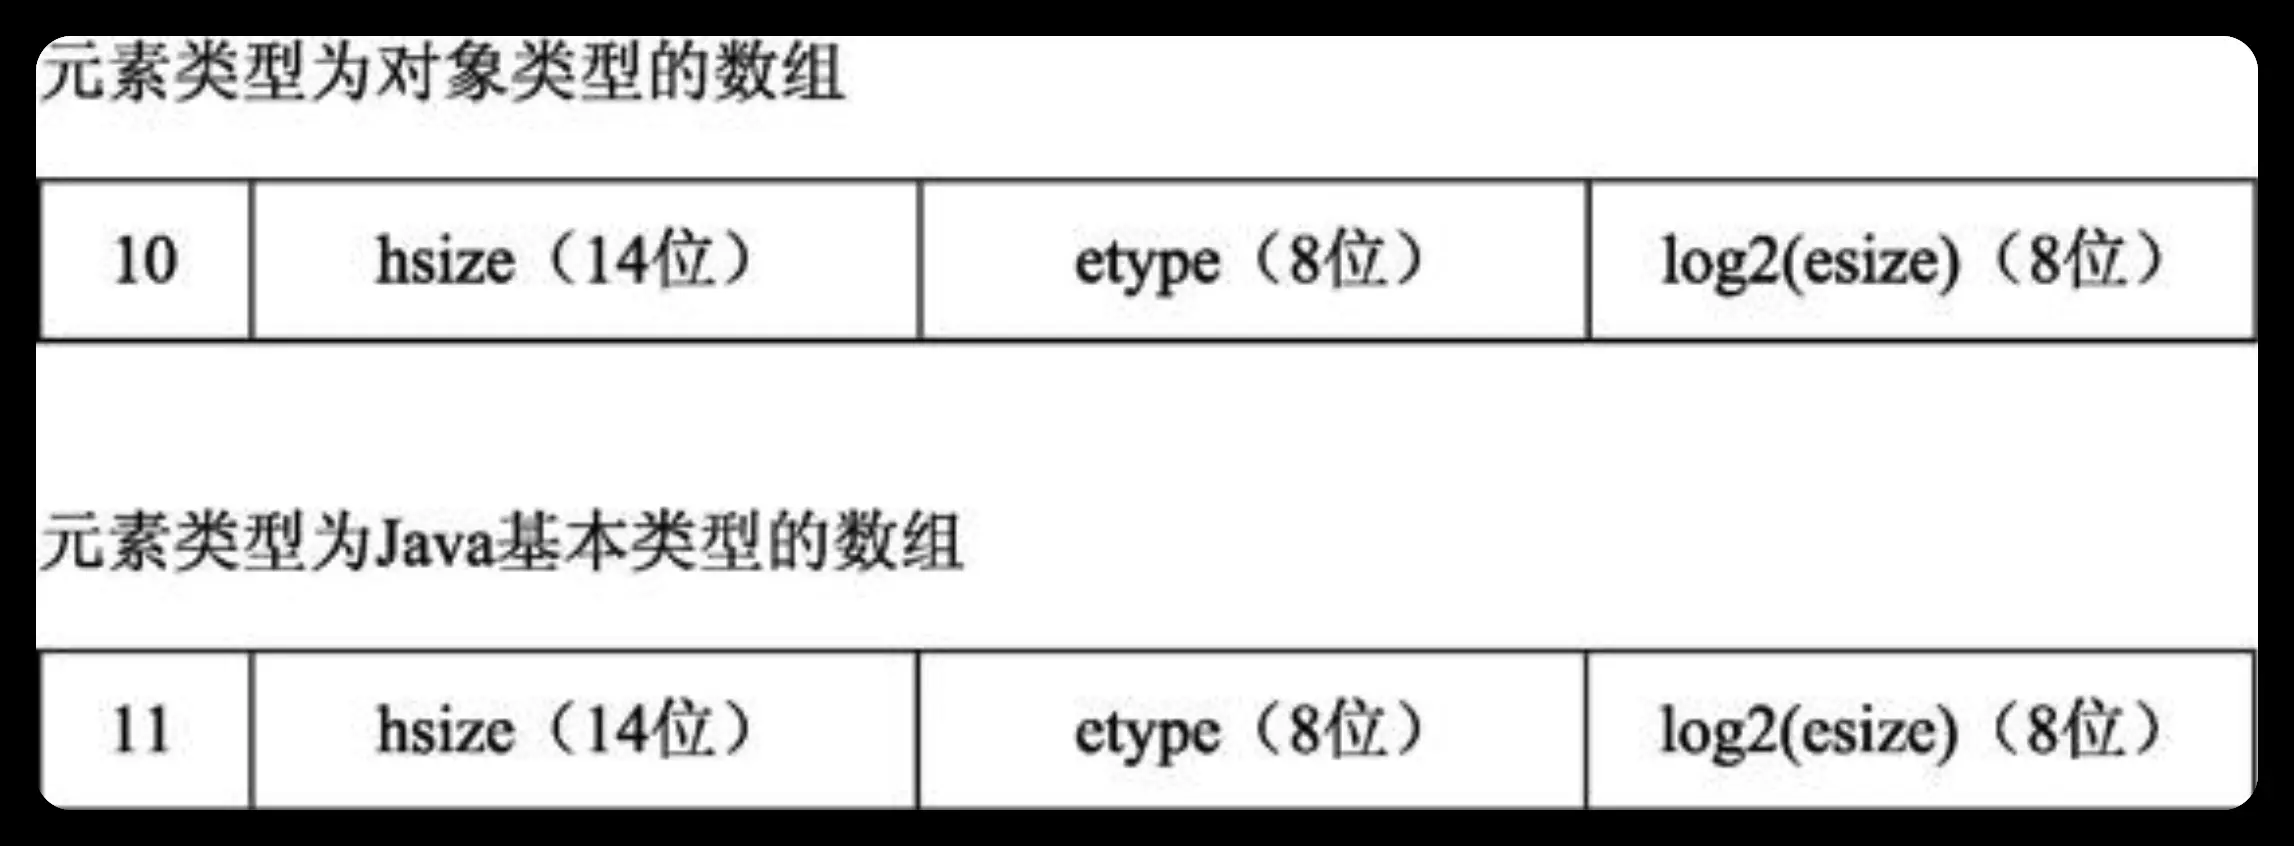 元素类型为对象类型的数组
10 hsize（14位） etype（8位） log2(esize)（8位）
元素类型为Java基本类型的数组
11 hsize（14位） etype（8位） log2(esize)（8位）